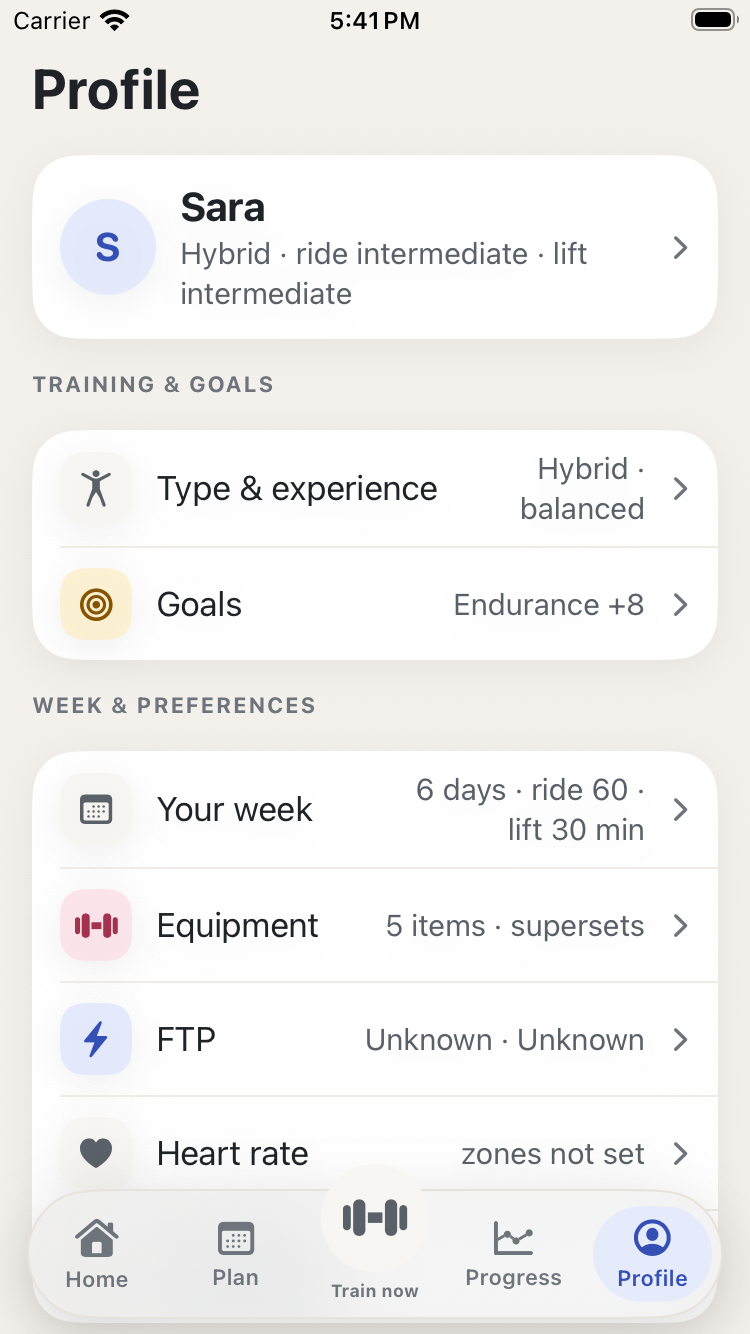 Carrier 5:41 PM
Profile
S
Sara
Hybrid · ride intermediate · lift
intermediate
TRAINING & GOALS
Type & experience
Hybrid ·
balanced
Goals
Endurance +8
WEEK & PREFERENCES
Your week
6 days · ride 60 ·
lift 30 min
Equipment
5 items · supersets
FTP
Unknown · Unknown
Heart rate
zones not set
Home
Plan
Train now
Progress
Profile